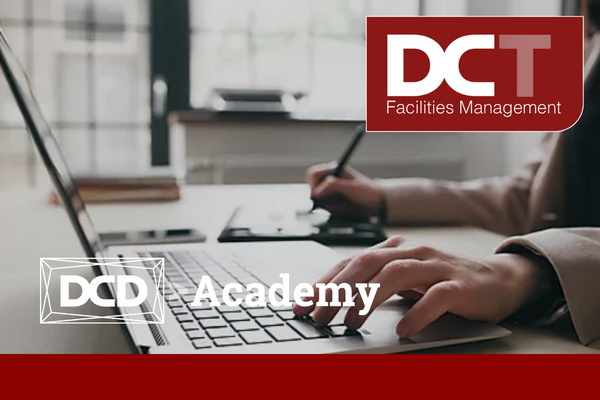 DCT
Facilities Management
DCD Academy